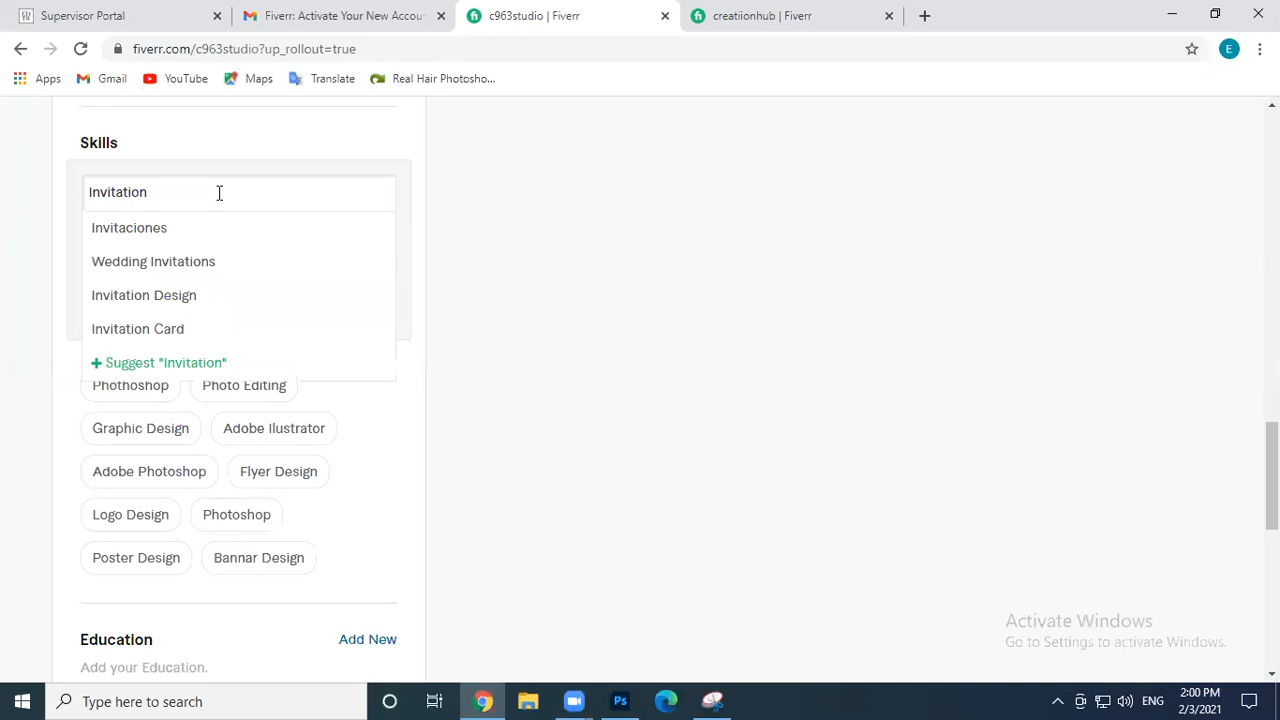 Supervisor Portal
Fiverr: Activate Your New Accou
c963studio | Fiverr
creatiionhub | Fiverr
fiverr.com/c963studio?up_rollout=true
E
Apps
Gmail
YouTube
Maps
Translate
Real Hair Photosho...
Skills
Invitation
Invitaciones
Wedding Invitations
Invitation Design
Invitation Card
+ Suggest "Invitation"
Phothoshop
Photo Editing
Graphic Design
Adobe Ilustrator
Adobe Photoshop
Flyer Design
Logo Design
Photoshop
Poster Design
Bannar Design
Education
Add New
Add your Education.
Activate Windows
Go to Settings to activate Windows.
Type here to search
Ps
ENG
2:00 PM
2/3/2021